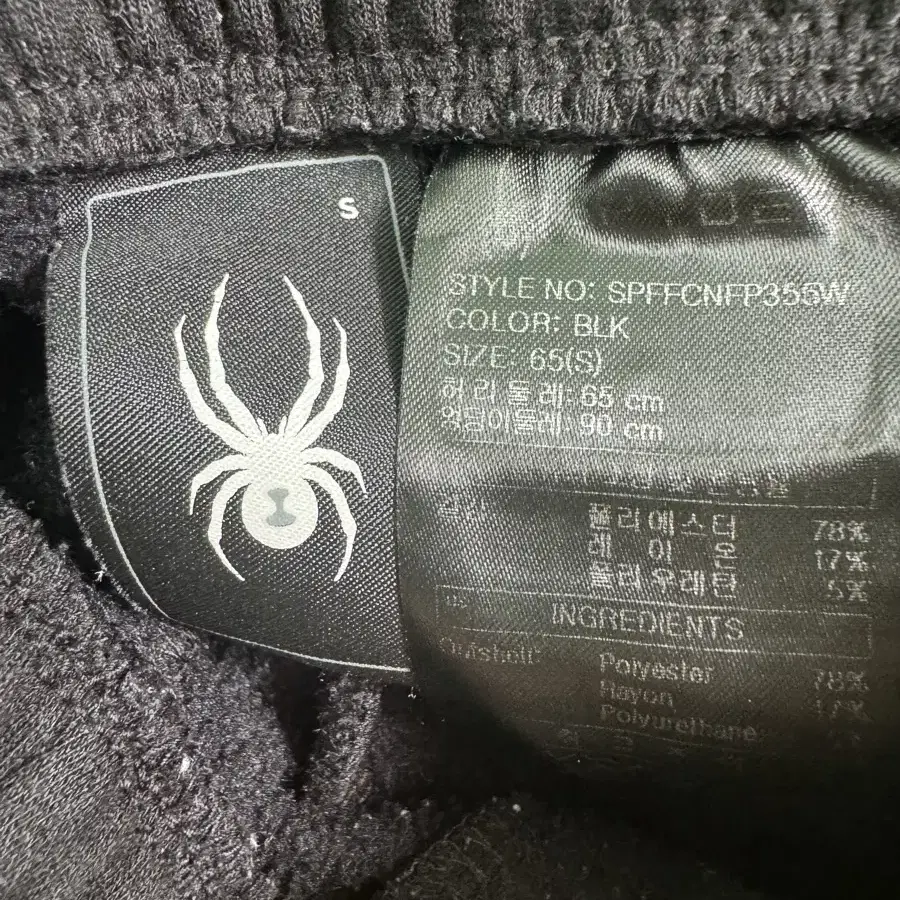 S
STYLE NO: SPFFCNFP355W
COLOR: BLK
SIZE: 65(S)
허리둘레: 65 cm
엉덩이둘레: 90 cm
겉감
폴리에스터 78%
레이온 17%
폴리우레탄 5%
INGREDIENTS
Outshell: Polyester 78%
Rayon 17%
Polyurethane